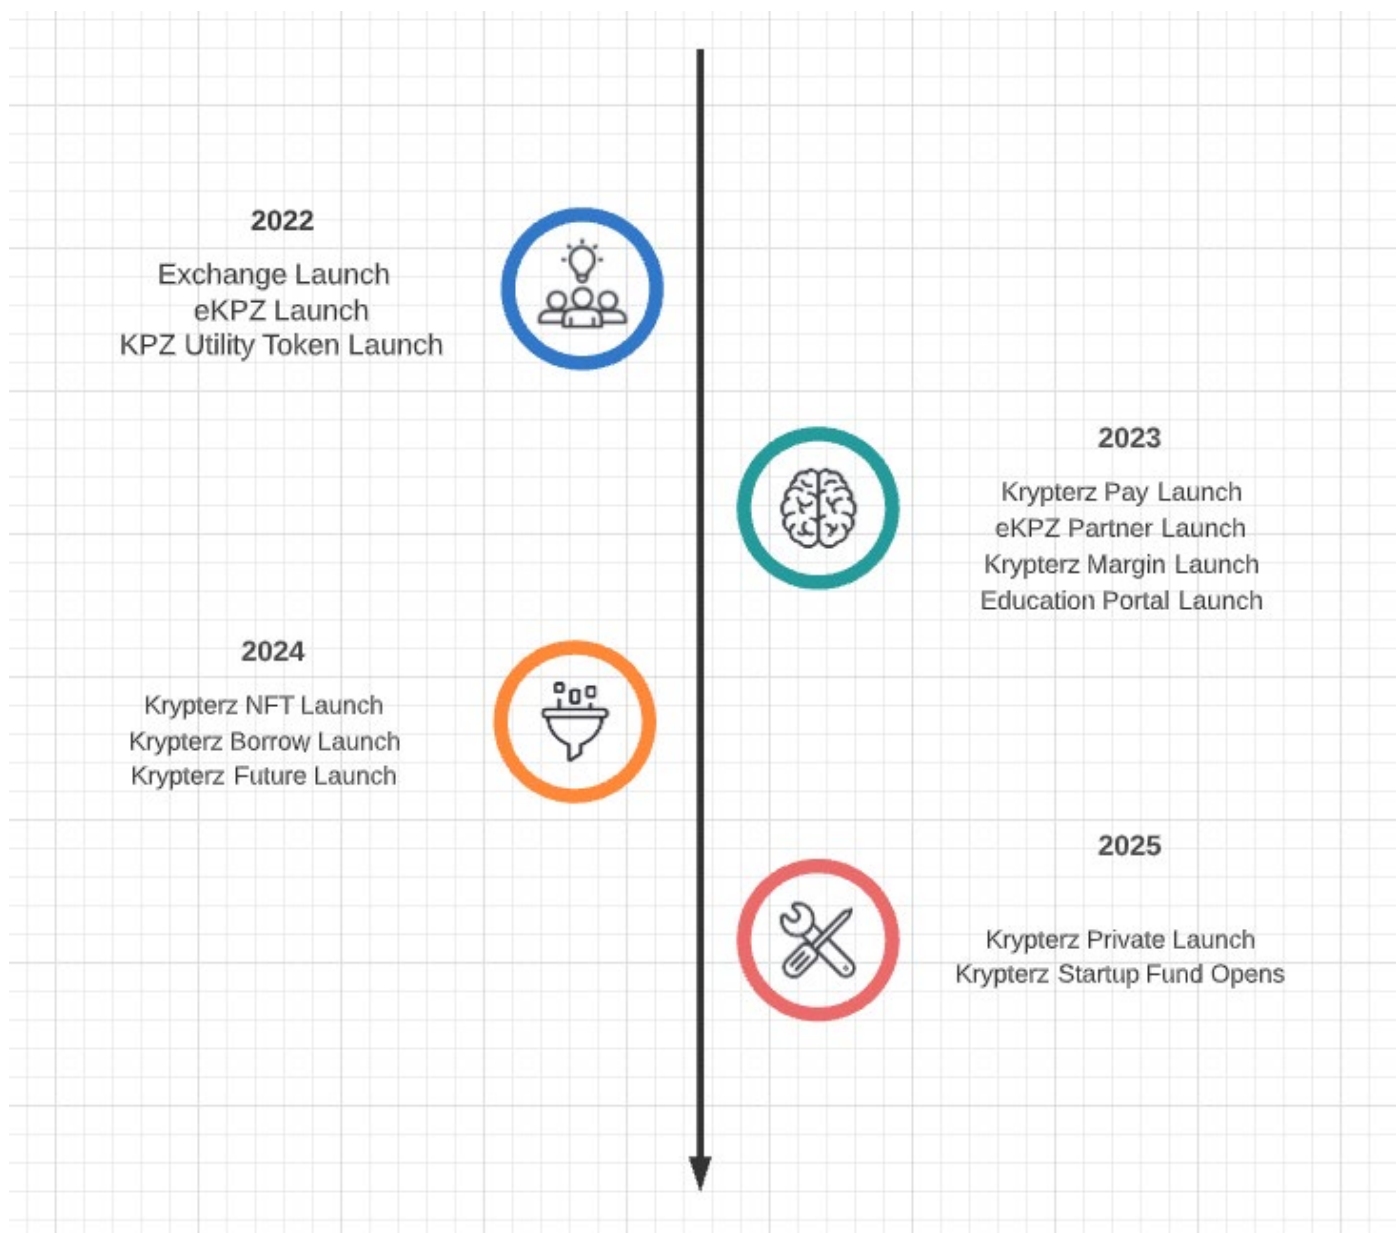 2022
Exchange Launch
eKPZ Launch
KPZ Utility Token Launch
2023
Krypterz Pay Launch
eKPZ Partner Launch
Krypterz Margin Launch
Education Portal Launch
2024
Krypterz NFT Launch
Krypterz Borrow Launch
Krypterz Future Launch
2025
Krypterz Private Launch
Krypterz Startup Fund Opens